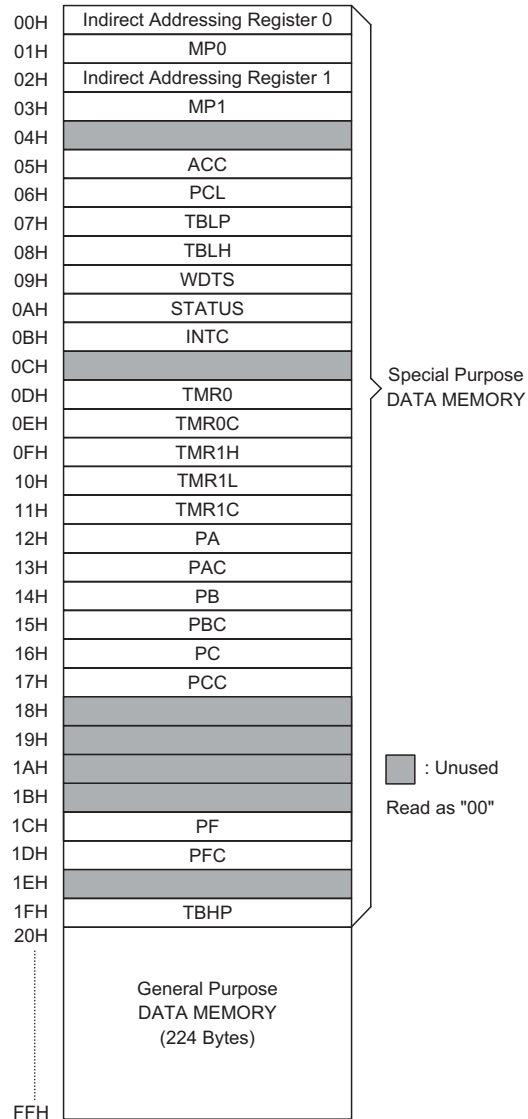 00H Indirect Addressing Register 0
01H MP0
02H Indirect Addressing Register 1
03H MP1
04H
05H ACC
06H PCL
07H TBLP
08H TBLH
09H WDTS
0AH STATUS
0BH INTC
0CH
0DH TMR0
0EH TMR0C
0FH TMR1H
10H TMR1L
11H TMR1C
12H PA
13H PAC
14H PB
15H PBC
16H PC
17H PCC
18H
19H
1AH
1BH
1CH PF
1DH PFC
1EH
1FH TBHP
20H
General Purpose
DATA MEMORY
(224 Bytes)
FFH
Special Purpose
DATA MEMORY
: Unused
Read as "00"